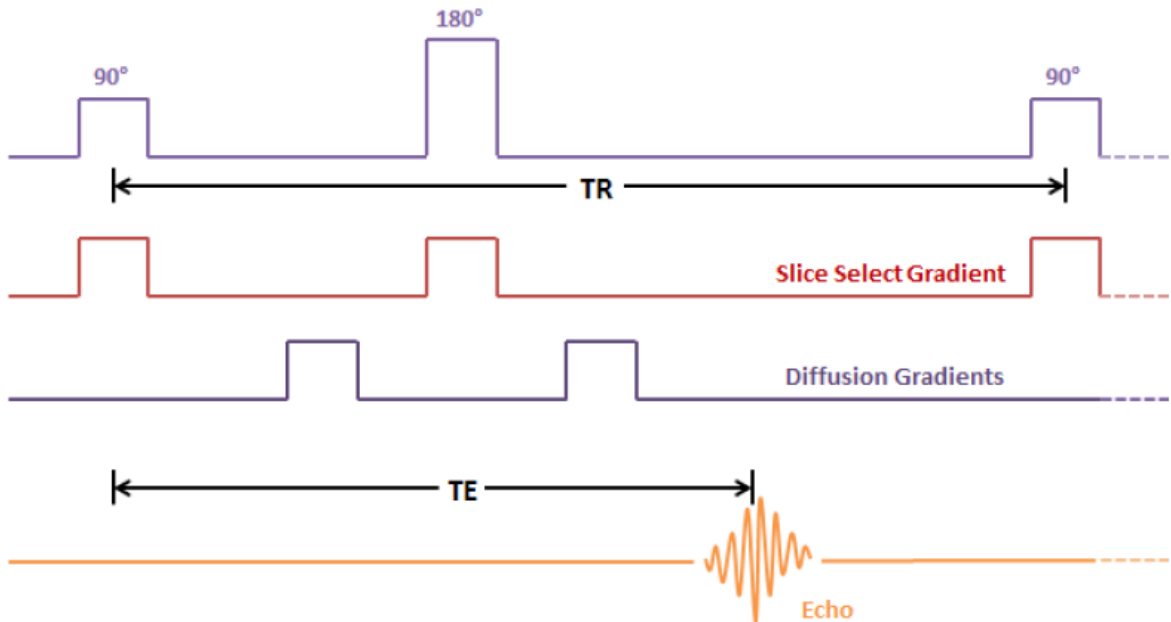 180°
90°
90°
TR
Slice Select Gradient
Diffusion Gradients
TE
Echo